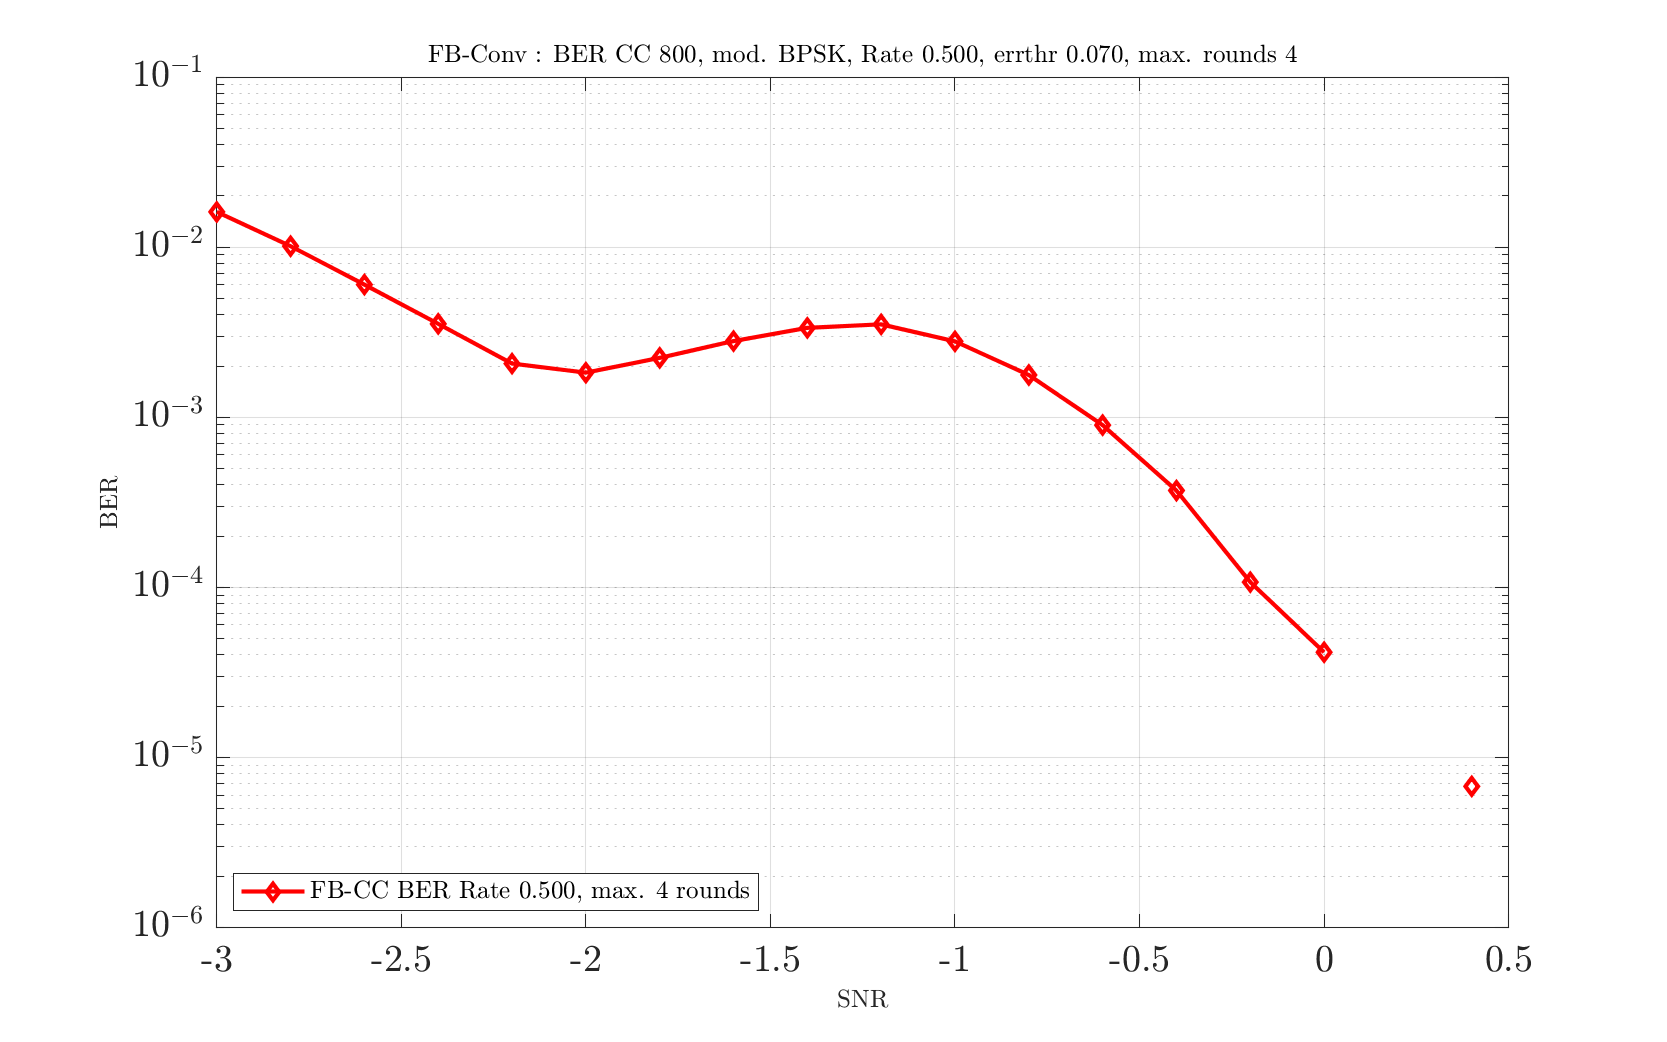 FB-Conv : BER CC 800, mod. BPSK, Rate 0.500, errthr 0.070, max. rounds 4
10^{-1}
10^{-2}
10^{-3}
10^{-4}
10^{-5}
10^{-6}
BER
FB-CC BER Rate 0.500, max. 4 rounds
-3 -2.5 -2 -1.5 -1 -0.5 0 0.5
SNR